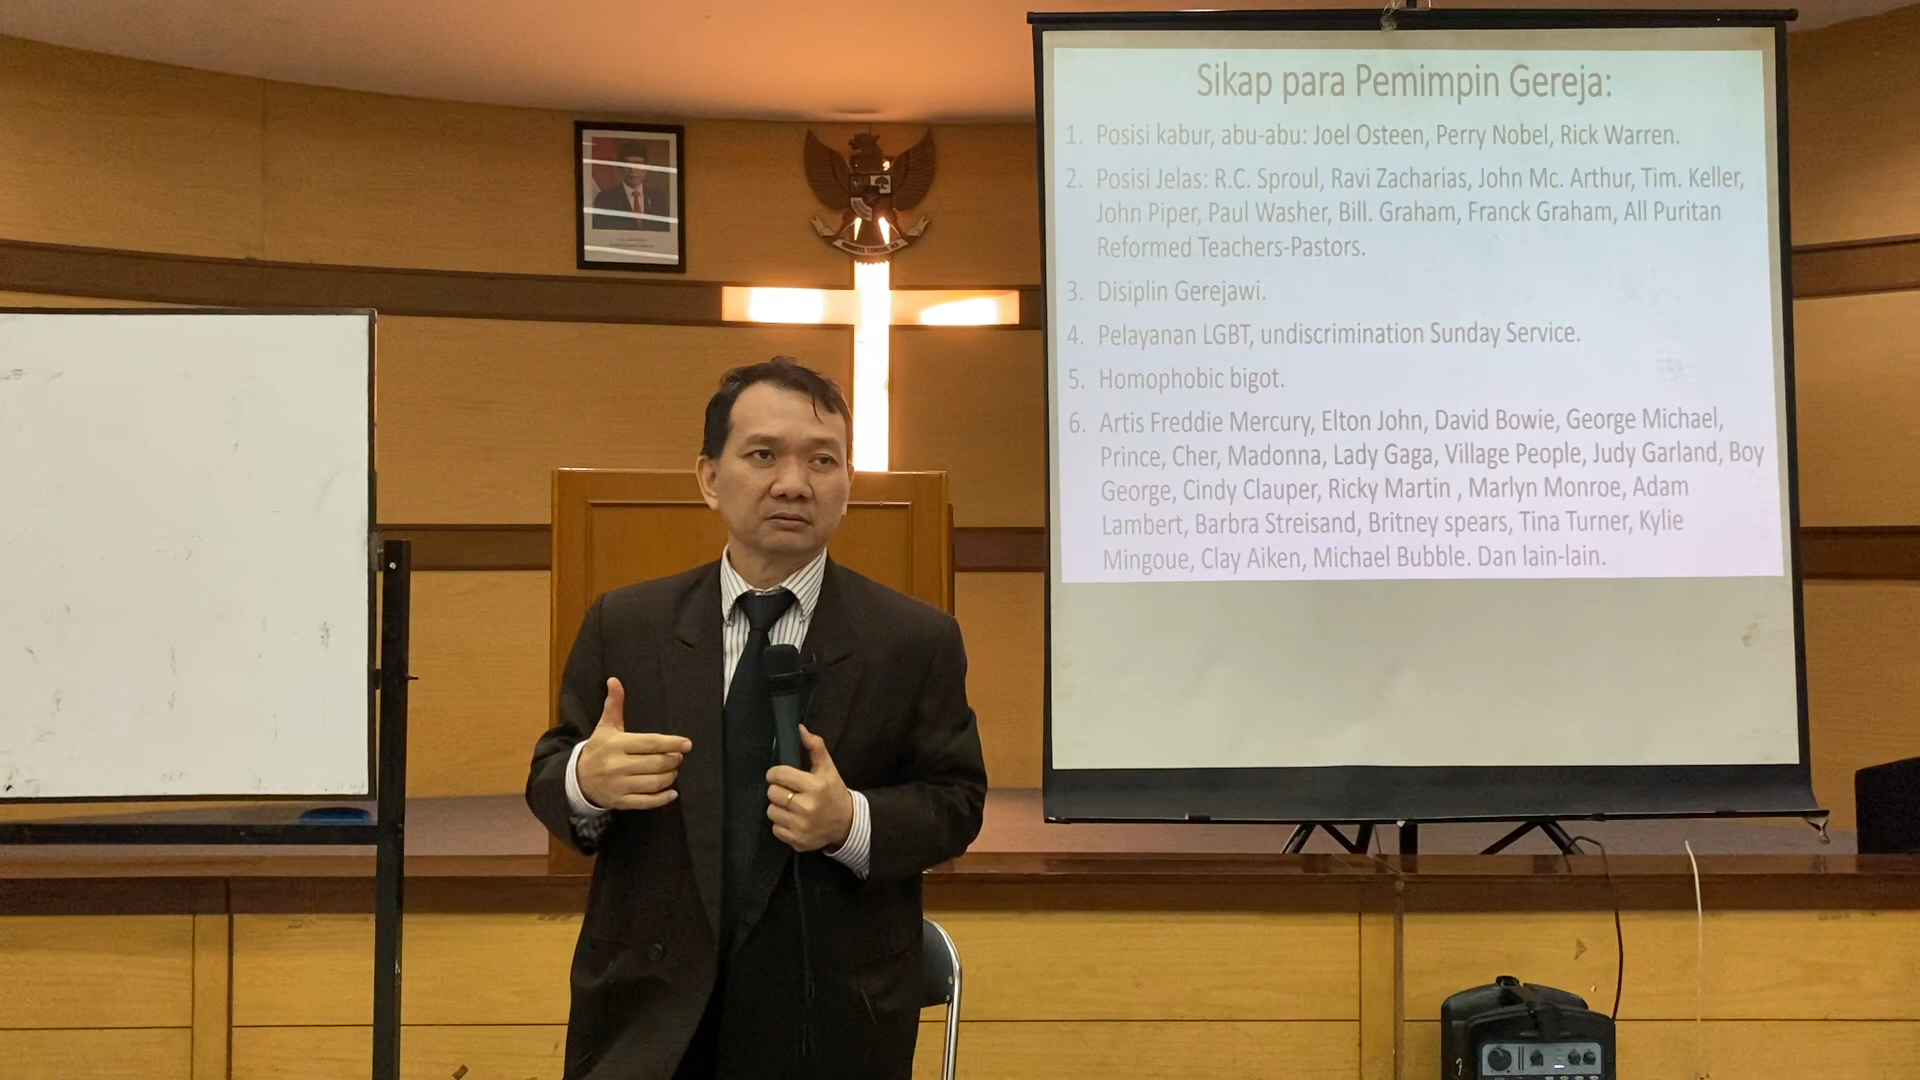 Sikap para Pemimpin Gereja:
1. Posisi kabur, abu-abu: Joel Osteen, Perry Nobel, Rick Warren.
2. Posisi Jelas: R.C. Sproul, Ravi Zacharias, John Mc. Arthur, Tim. Keller,
John Piper, Paul Washer, Bill. Graham, Franck Graham, All Puritan
Reformed Teachers-Pastors.
3. Disiplin Gerejawi.
4. Pelayanan LGBT, undiscrimination Sunday Service.
5. Homophobic bigot.
6. Artis Freddie Mercury, Elton John, David Bowie, George Michael,
Prince, Cher, Madonna, Lady Gaga, Village People, Judy Garland, Boy
George, Cindy Clauper, Ricky Martin , Marlyn Monroe, Adam
Lambert, Barbra Streisand, Britney spears, Tina Turner, Kylie
Mingoue, Clay Aiken, Michael Bubble. Dan lain-lain.